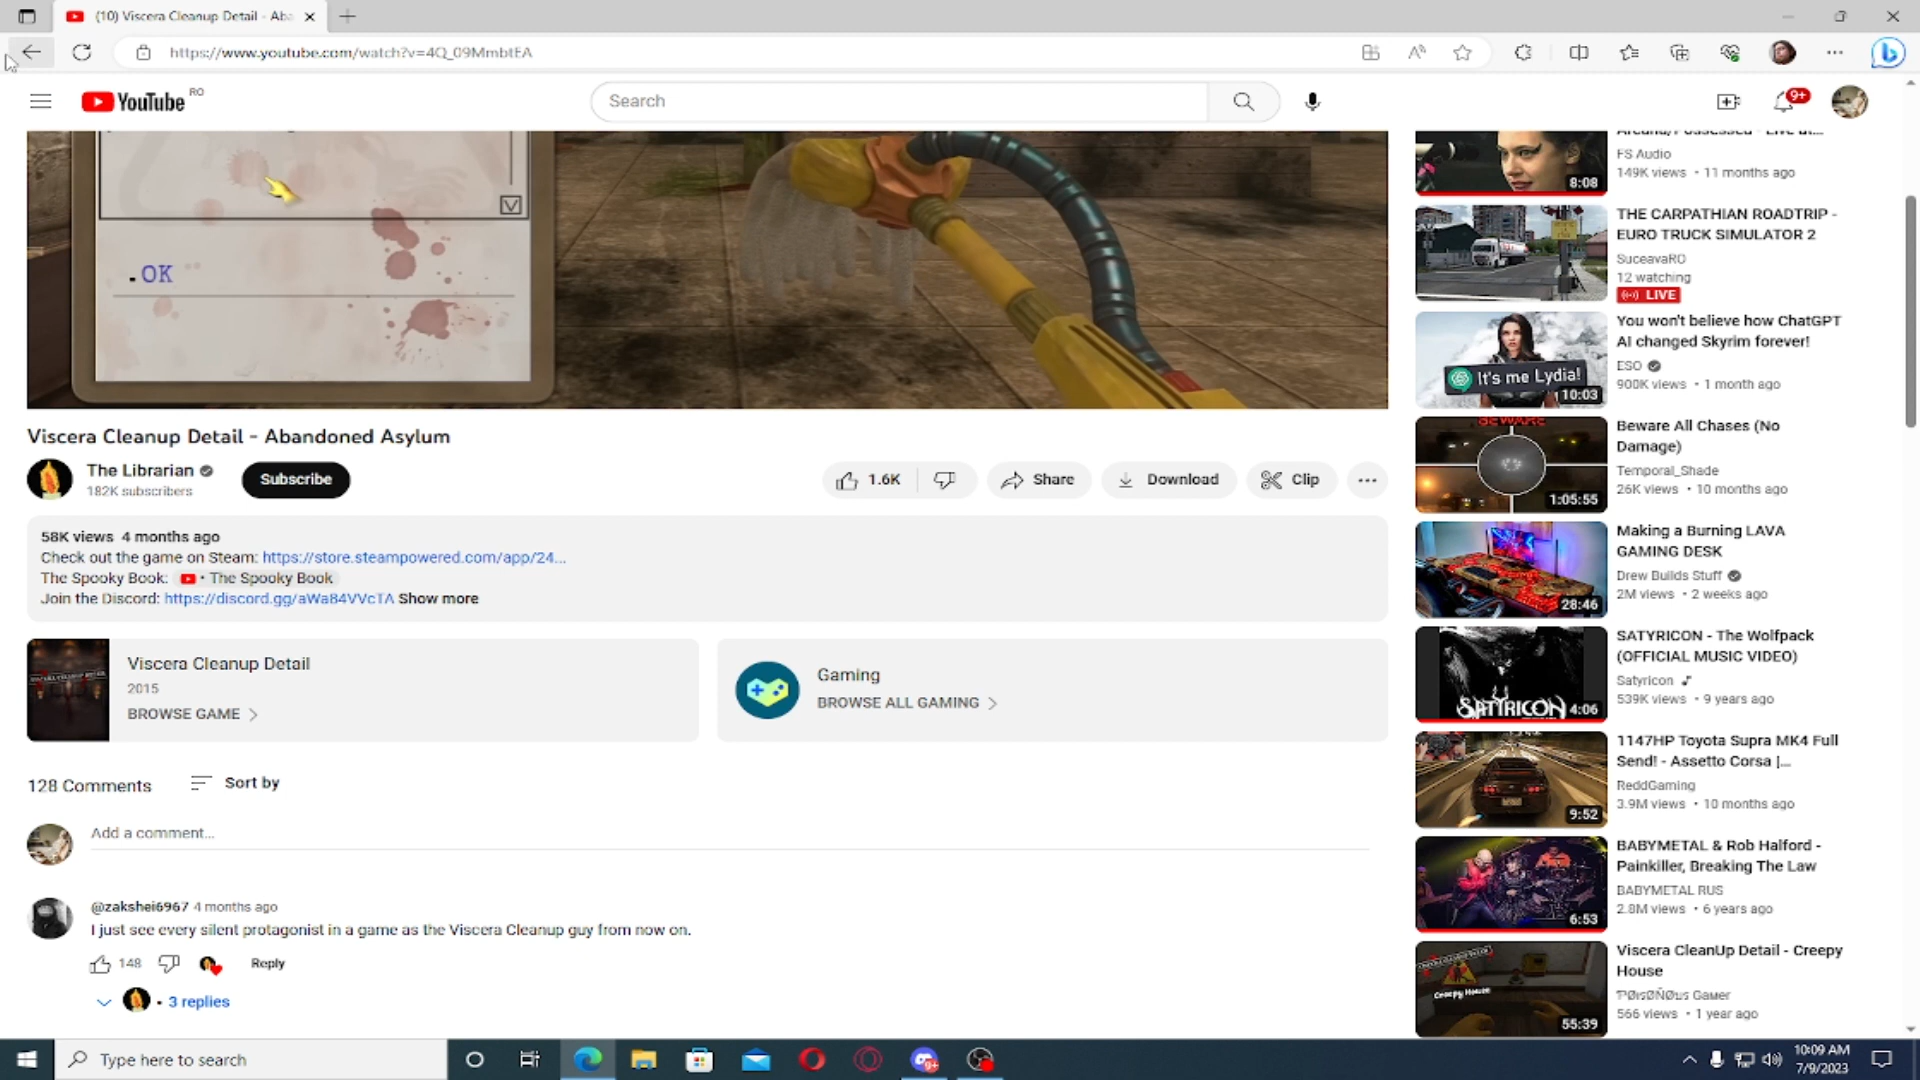 (10) Viscera Cleanup Detail - Aba
https://www.youtube.com/watch?v=4Q_09MmbtEA
YouTube RO
Search
9+
.OK
Viscera Cleanup Detail - Abandoned Asylum
The Librarian
182K subscribers
Subscribe
1.6K
Share
Download
Clip
58K views 4 months ago
Check out the game on Steam: https://store.steampowered.com/app/24...
The Spooky Book: • The Spooky Book
Join the Discord: https://discord.gg/aWa84VVcTA Show more
Viscera Cleanup Detail
2015
BROWSE GAME
Gaming
BROWSE ALL GAMING
128 Comments
Sort by
Add a comment...
@zakshei6967 4 months ago
I just see every silent protagonist in a game as the Viscera Cleanup guy from now on.
148
Reply
• 3 replies
FS Audio
149K views • 11 months ago
8:08
THE CARPATHIAN ROADTRIP -
EURO TRUCK SIMULATOR 2
SuceavaRO
12 watching
LIVE
You won't believe how ChatGPT
AI changed Skyrim forever!
ESO
900K views • 1 month ago
It's me Lydia!
10:03
Beware All Chases (No
Damage)
Temporal_Shade
26K views • 10 months ago
BEWARE
1:05:55
Making a Burning LAVA
GAMING DESK
Drew Builds Stuff
2M views • 2 weeks ago
28:46
SATYRICON - The Wolfpack
(OFFICIAL MUSIC VIDEO)
Satyricon
539K views • 9 years ago
SATYRICON
4:06
1147HP Toyota Supra MK4 Full
Send! - Assetto Corsa |...
ReddGaming
3.9M views • 10 months ago
9:52
BABYMETAL & Rob Halford -
Painkiller, Breaking The Law
BABYMETAL RUS
2.8M views • 6 years ago
6:53
Viscera CleanUp Detail - Creepy
House
566 views • 1 year ago
Creepy House
55:39
Type here to search
9+
10:09 AM
7/9/2023